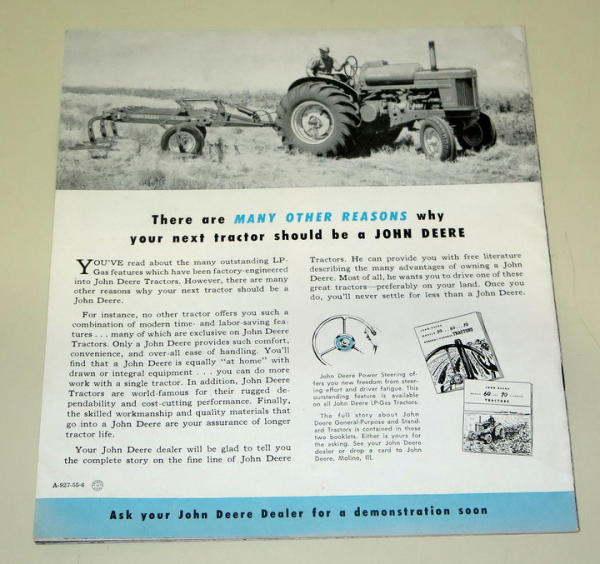 There are MANY OTHER REASONS why
your next tractor should be a JOHN DEERE
YOU'VE read about the many outstanding LP-
Gas features which have been factory-engineered
into John Deere Tractors. However, there are many
other reasons why your next tractor should be a
John Deere.
For instance, no other tractor offers you such a
combination of modern time- and labor-saving fea-
tures . . . many of which are exclusive on John Deere
Tractors. Only a John Deere provides such comfort,
convenience, and over-all ease of handling. You'll
find that a John Deere is equally "at home" with
drawn or integral equipment . . . you can do more
work with a single tractor. In addition, John Deere
Tractors are world-famous for their rugged de-
pendability and cost-cutting performance. Finally,
the skilled workmanship and quality materials that
go into a John Deere are your assurance of longer
tractor life.
Your John Deere dealer will be glad to tell you
the complete story on the fine line of John Deere
Tractors. He can provide you with free literature
describing the many advantages of owning a John
Deere. Most of all, he wants you to drive one of these
great tractors—preferably on your land. Once you
do, you'll never settle for less than a John Deere.
John Deere Power Steering of-
fers you new freedom from steer-
ing effort and driver fatigue. This
outstanding feature is available
on all John Deere LP-Gas Tractors.
The full story about John
Deere General-Purpose and Stand-
ard Tractors is contained in these
two booklets. Either is yours for
the asking. See your John Deere
dealer or drop a card to John
Deere, Moline, Ill.
JOHN DEERE
50 60 70
TRACTORS
JOHN DEERE
60 70
TRACTORS
A-927-55-6
Ask your John Deere Dealer for a demonstration soon